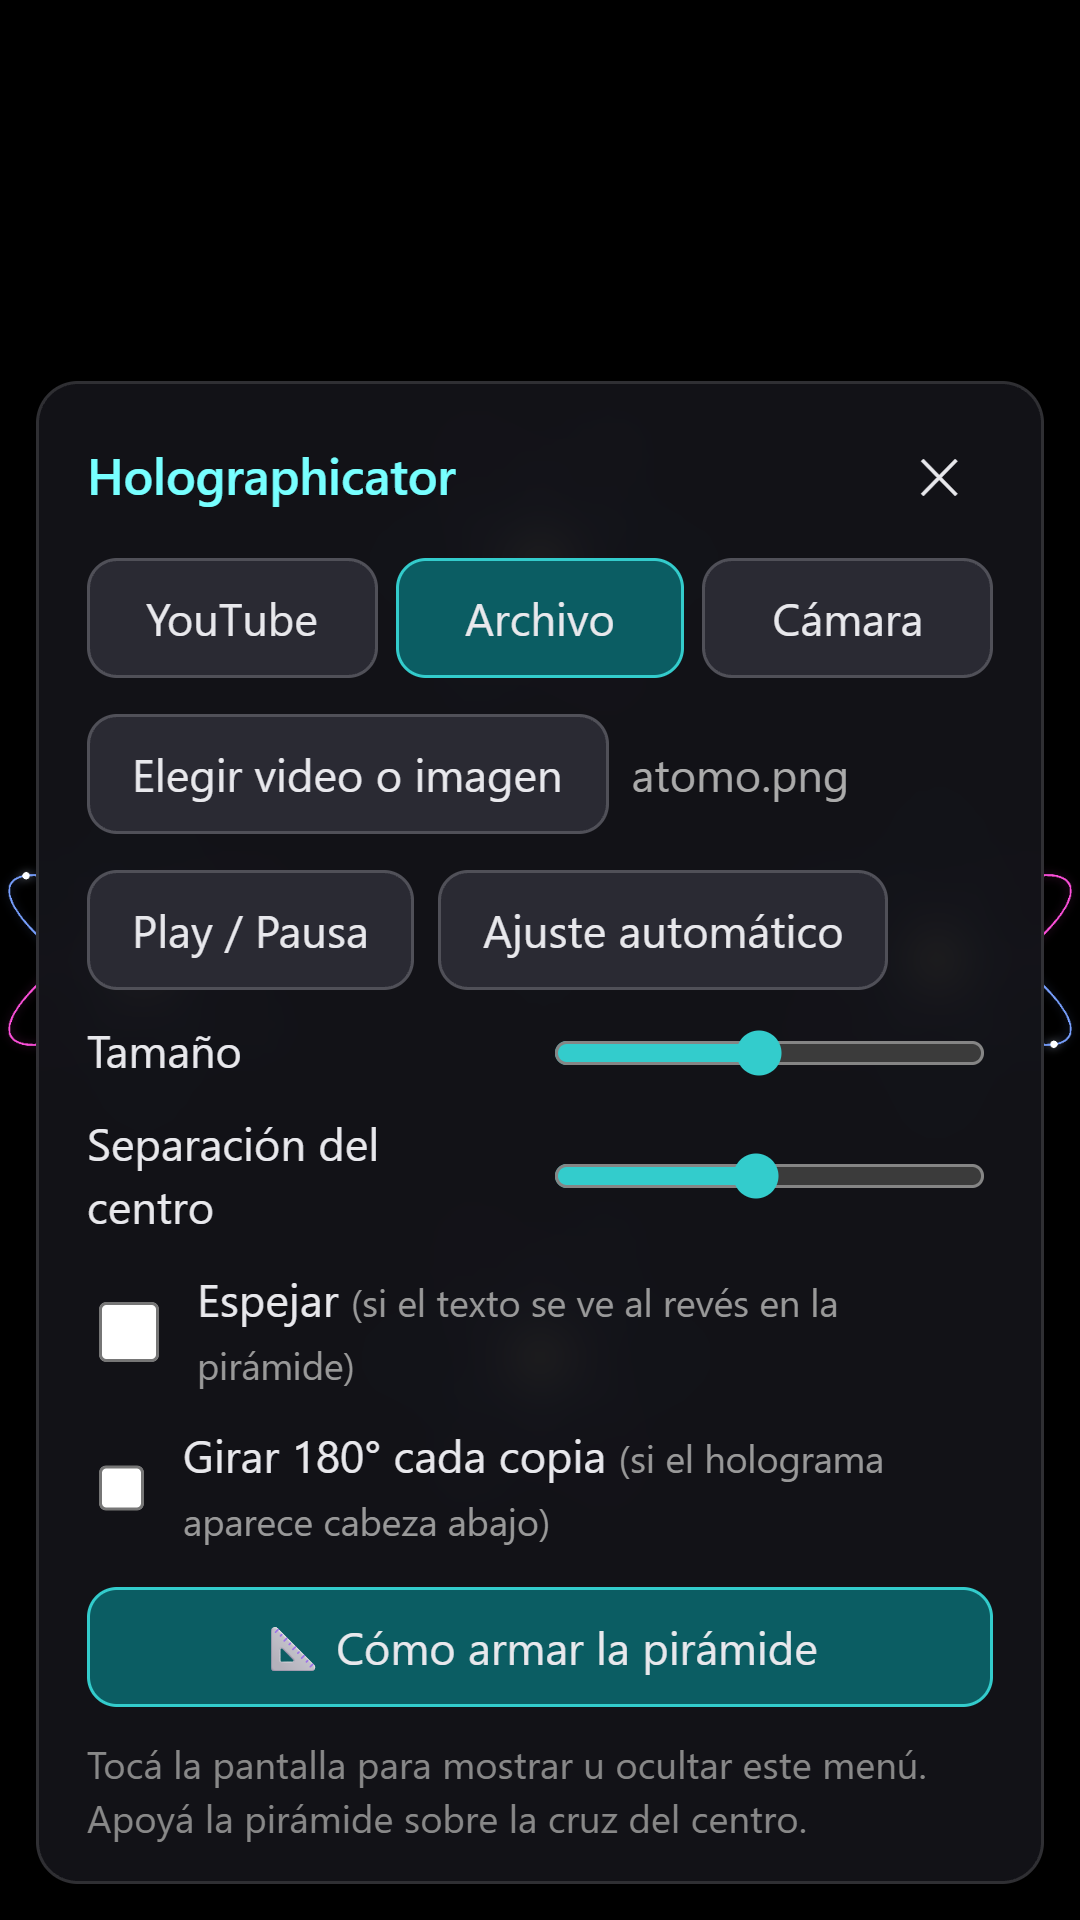 Holographicator
YouTube
Archivo
Cámara
Elegir video o imagen
atomo.png
Play / Pausa
Ajuste automático
Tamaño
Separación del
centro
Espejar (si el texto se ve al revés en la
pirámide)
Girar 180° cada copia (si el holograma
aparece cabeza abajo)
Cómo armar la pirámide
Tocá la pantalla para mostrar u ocultar este menú.
Apoyá la pirámide sobre la cruz del centro.